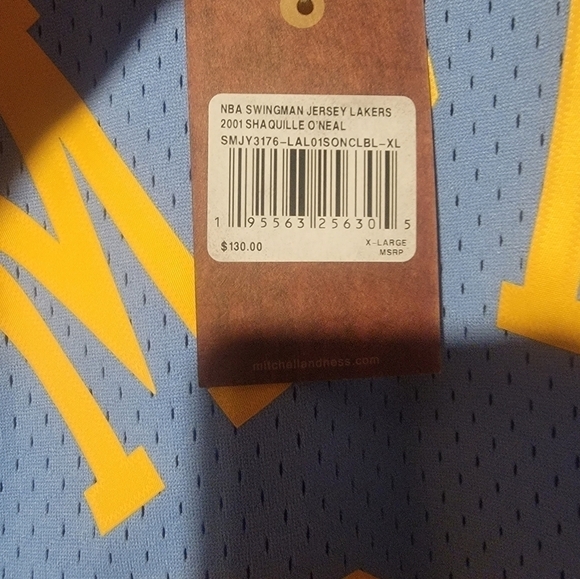 NBA SWINGMAN JERSEY LAKERS
2001 SHAQUILLE O'NEAL
SMJY3176-LAL01SONCLBL-XL
1 95563 25630 5
$130.00
X-LARGE
MSRP
mitchellandness.com